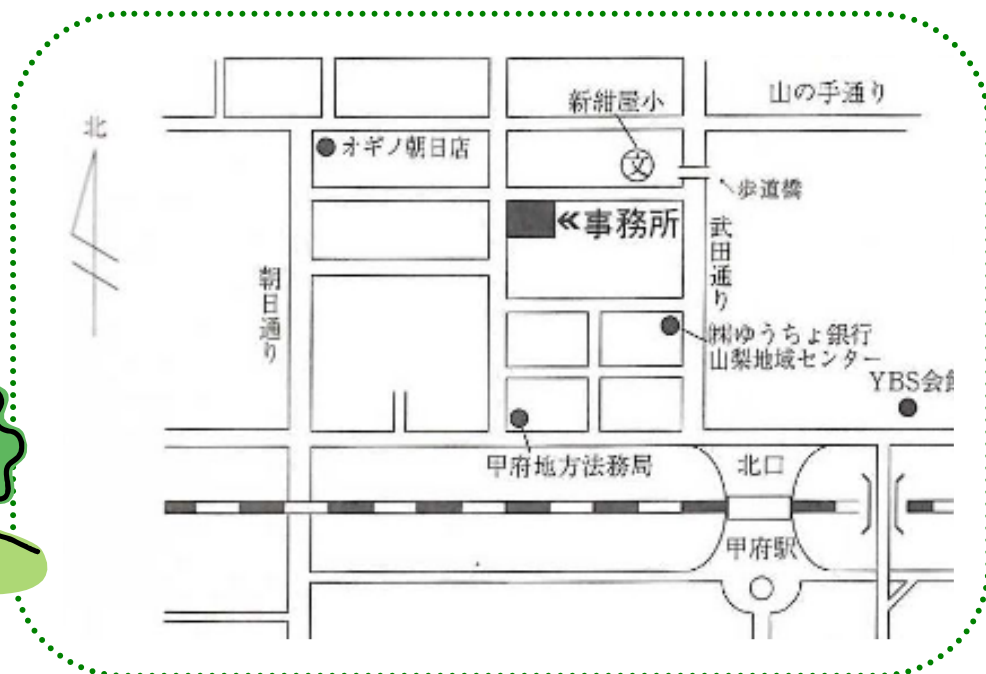 新紺屋小
山の手通り
北
オギノ朝日店
文
歩道橋
事務所
武田通り
朝日通り
㈱ゆうちょ銀行
山梨地域センター
YBS会館
甲府地方法務局
北口
甲府駅